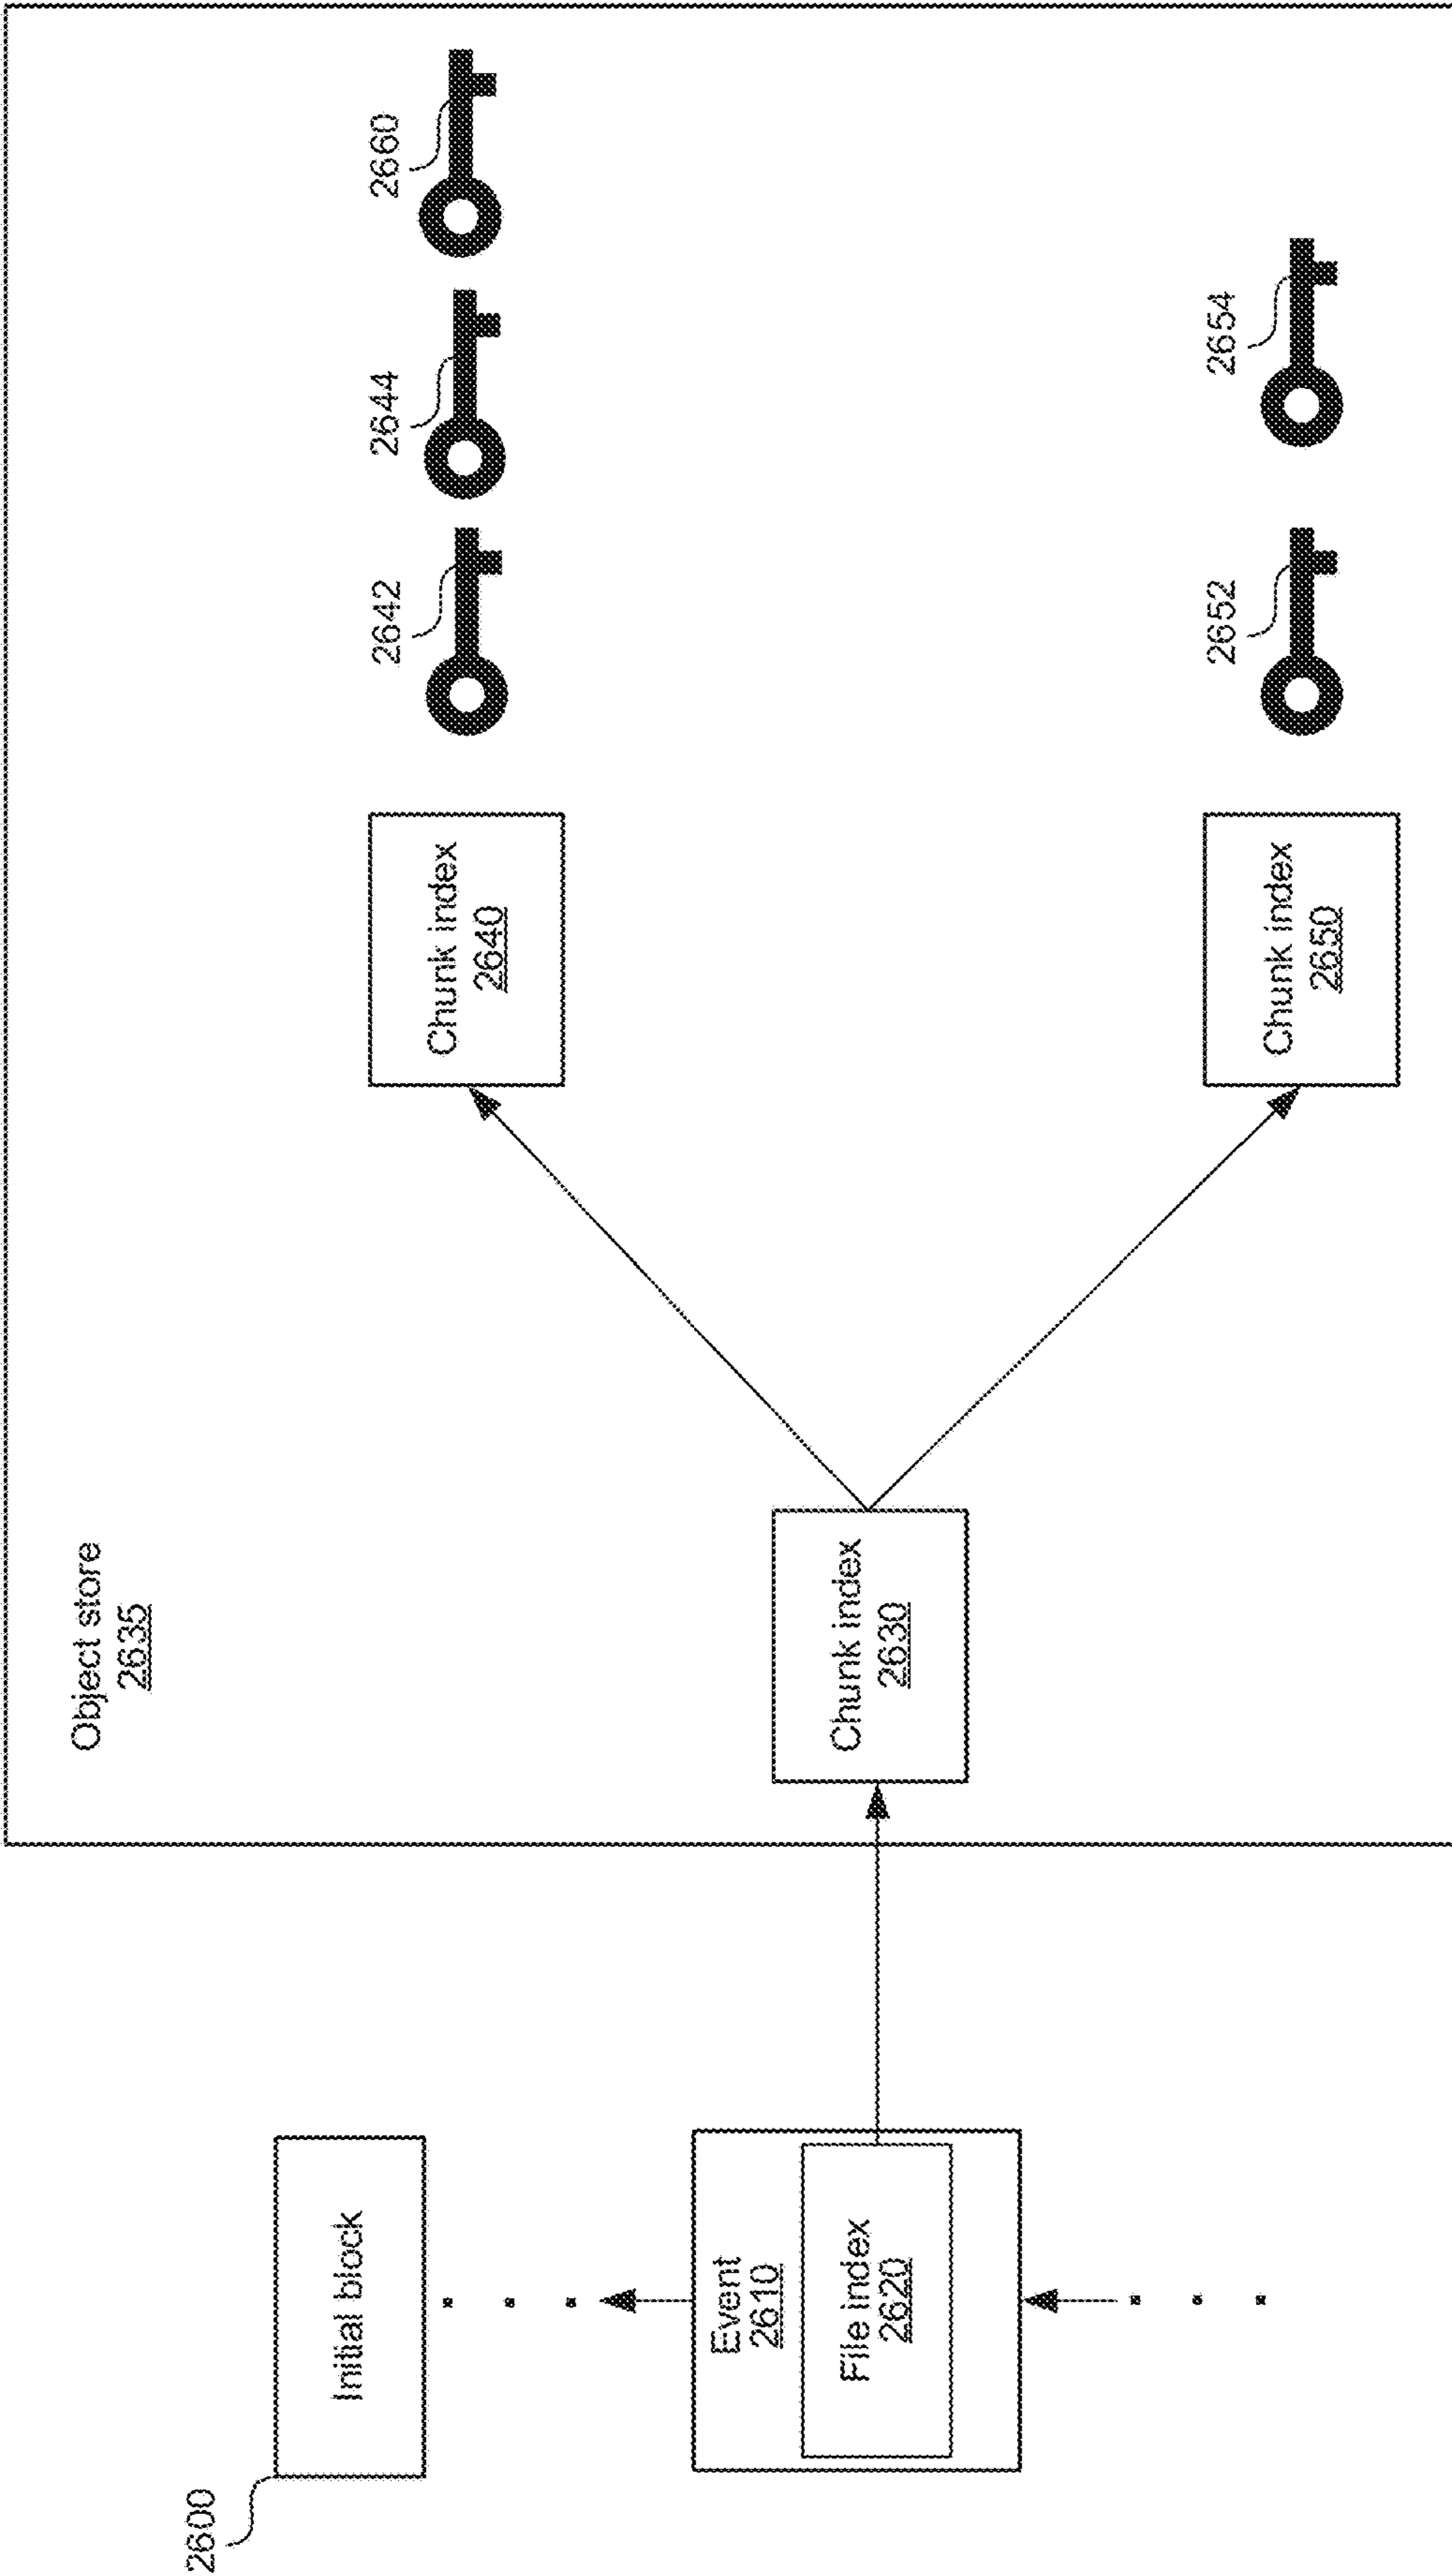 2600
Initial block
Event
2610
File index
2620
Object store
2635
Chunk index
2630
Chunk index
2640
2642
2644
2660
Chunk index
2650
2652
2654